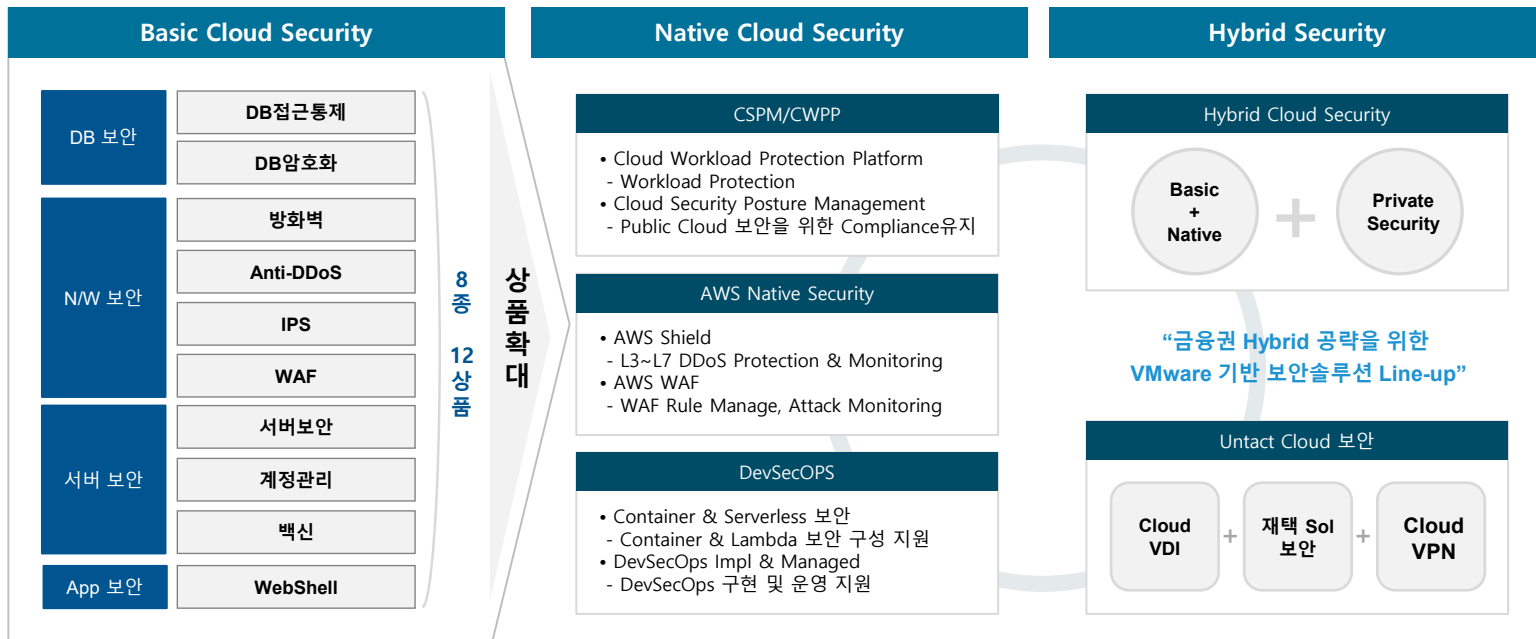 Basic Cloud Security
DB 보안
DB접근통제
DB암호화
N/W 보안
방화벽
Anti-DDoS
IPS
WAF
서버 보안
서버보안
계정관리
백신
App 보안
WebShell
8
종
12
상
품
상
품
확
대
Native Cloud Security
CSPM/CWPP
• Cloud Workload Protection Platform
- Workload Protection
• Cloud Security Posture Management
- Public Cloud 보안을 위한 Compliance유지
AWS Native Security
• AWS Shield
- L3~L7 DDoS Protection & Monitoring
• AWS WAF
- WAF Rule Manage, Attack Monitoring
DevSecOPS
• Container & Serverless 보안
- Container & Lambda 보안 구성 지원
• DevSecOps Impl & Managed
- DevSecOps 구현 및 운영 지원
Hybrid Security
Hybrid Cloud Security
Basic
+
Native
+
Private
Security
“금융권 Hybrid 공략을 위한
VMware 기반 보안솔루션 Line-up”
Untact Cloud 보안
Cloud
VDI
+
재택 Sol
보안
+
Cloud
VPN